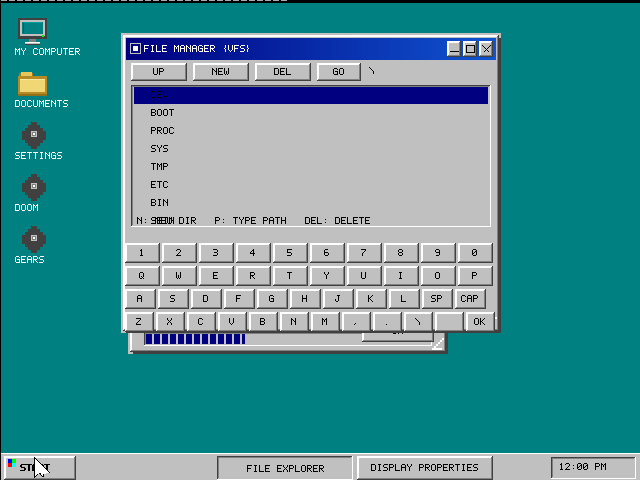 MY COMPUTER
DOCUMENTS
SETTINGS
DOOM
GEARS
FILE MANAGER (VFS)
UP NEW DEL GO \
BOOT
PROC
SYS
TMP
ETC
BIN
N: DIR P: TYPE PATH DEL: DELETE
1 2 3 4 5 6 7 8 9 0
Q W E R T Y U I O P
A S D F G H J K L SP CAP
Z X C V B N M , . \ OK
START FILE EXPLORER DISPLAY PROPERTIES 12:00 PM